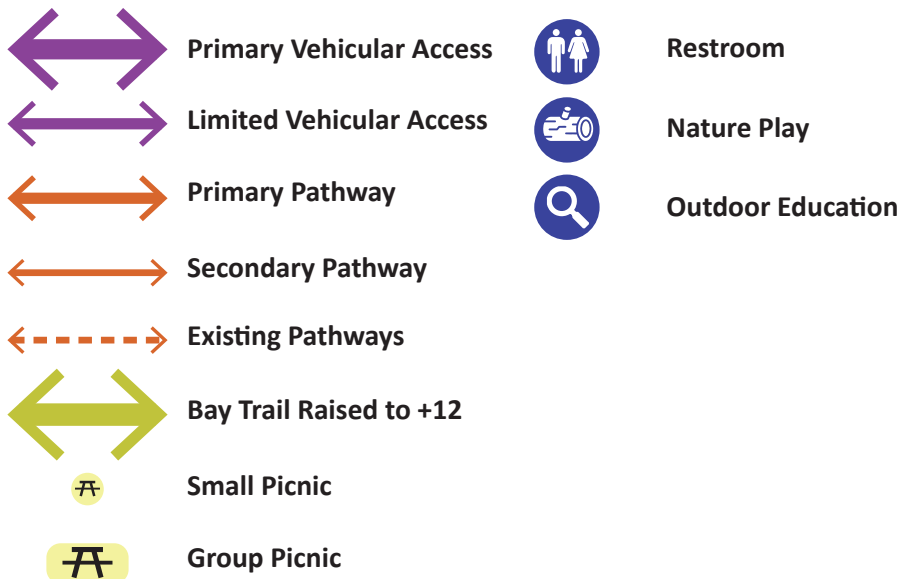 Primary Vehicular Access
Limited Vehicular Access
Primary Pathway
Secondary Pathway
Existing Pathways
Bay Trail Raised to +12
Small Picnic
Group Picnic
Restroom
Nature Play
Outdoor Education